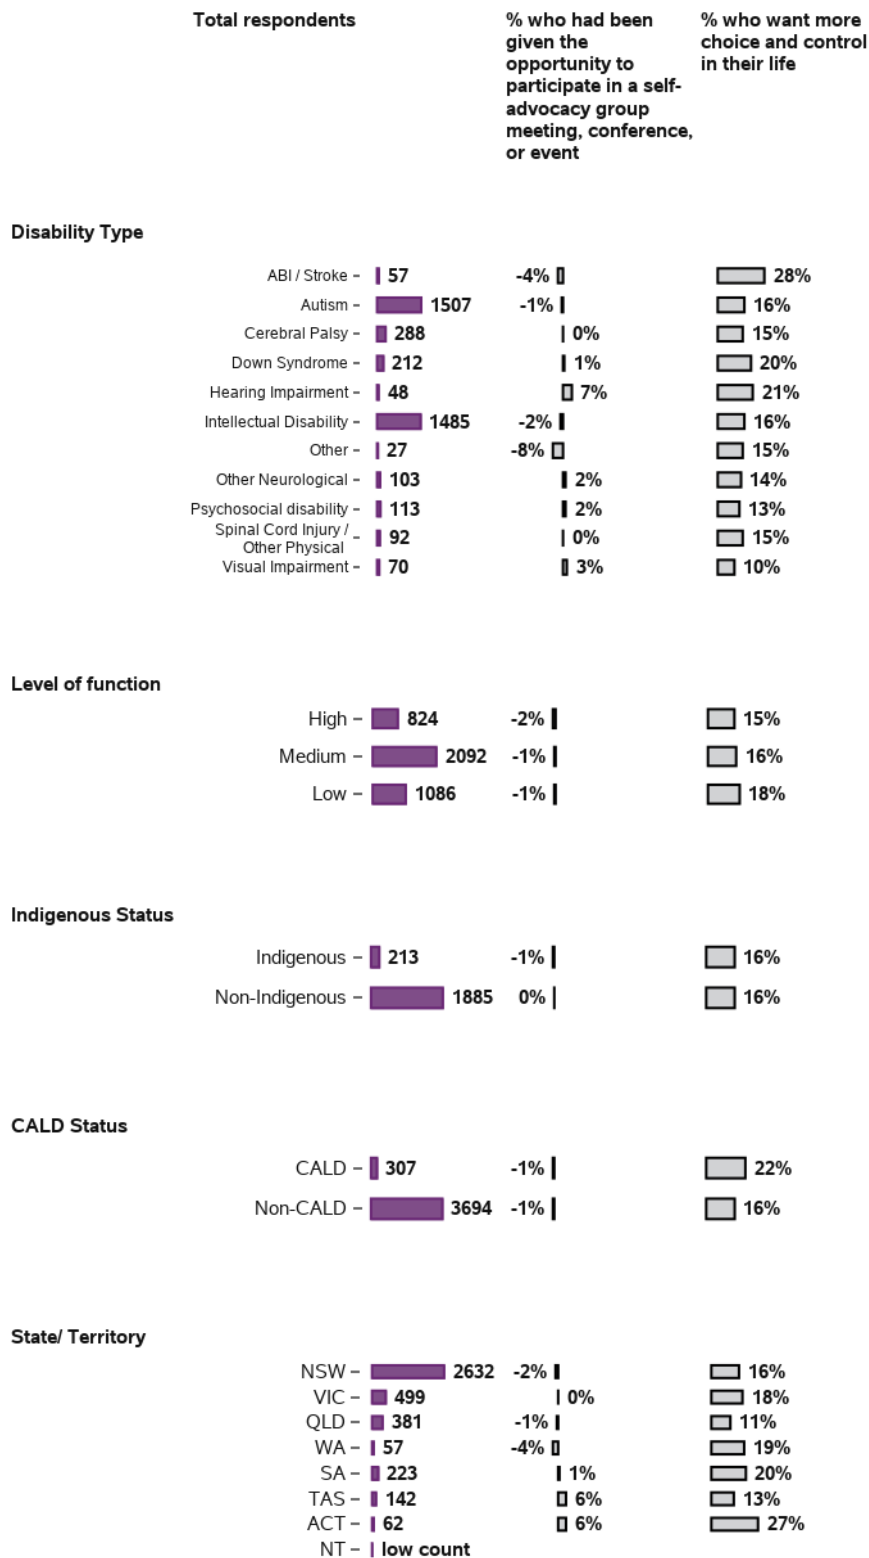 Total respondents
% who had been
given the
opportunity to
participate in a self-
advocacy group
meeting, conference,
or event
% who want more
choice and control
in their life
Disability Type
ABI / Stroke 57 -4% 28%
Autism 1507 -1% 16%
Cerebral Palsy 288 0% 15%
Down Syndrome 212 1% 20%
Hearing Impairment 48 7% 21%
Intellectual Disability 1485 -2% 16%
Other 27 -8% 15%
Other Neurological 103 2% 14%
Psychosocial disability 113 2% 13%
Spinal Cord Injury /
Other Physical 92 0% 15%
Visual Impairment 70 3% 10%
Level of function
High 824 -2% 15%
Medium 2092 -1% 16%
Low 1086 -1% 18%
Indigenous Status
Indigenous 213 -1% 16%
Non-Indigenous 1885 0% 16%
CALD Status
CALD 307 -1% 22%
Non-CALD 3694 -1% 16%
State/ Territory
NSW 2632 -2% 16%
VIC 499 0% 18%
QLD 381 -1% 11%
WA 57 -4% 19%
SA 223 1% 20%
TAS 142 6% 13%
ACT 62 6% 27%
NT low count